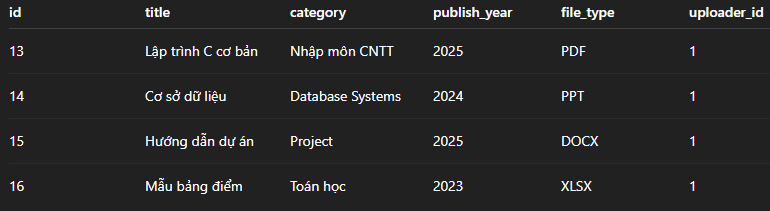 id title category publish_year file_type uploader_id
13 Lập trình C cơ bản Nhập môn CNTT 2025 PDF 1
14 Cơ sở dữ liệu Database Systems 2024 PPT 1
15 Hướng dẫn dự án Project 2025 DOCX 1
16 Mẫu bảng điểm Toán học 2023 XLSX 1